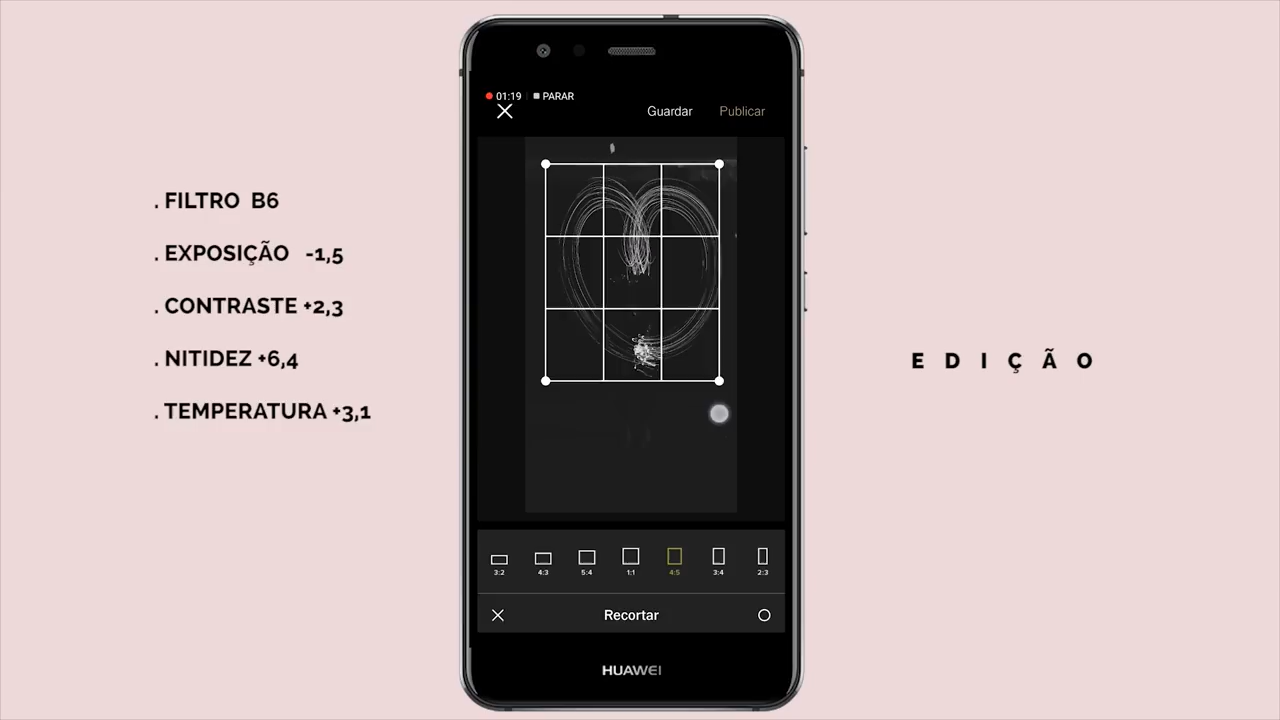 . FILTRO B6
. EXPOSIÇÃO -1,5
. CONTRASTE +2,3
. NITIDEZ +6,4
. TEMPERATURA +3,1
01:19 PARAR
Guardar Publicar
3:2 4:3 5:4 1:1 4:5 3:4 2:3
Recortar
HUAWEI
EDIÇÃO